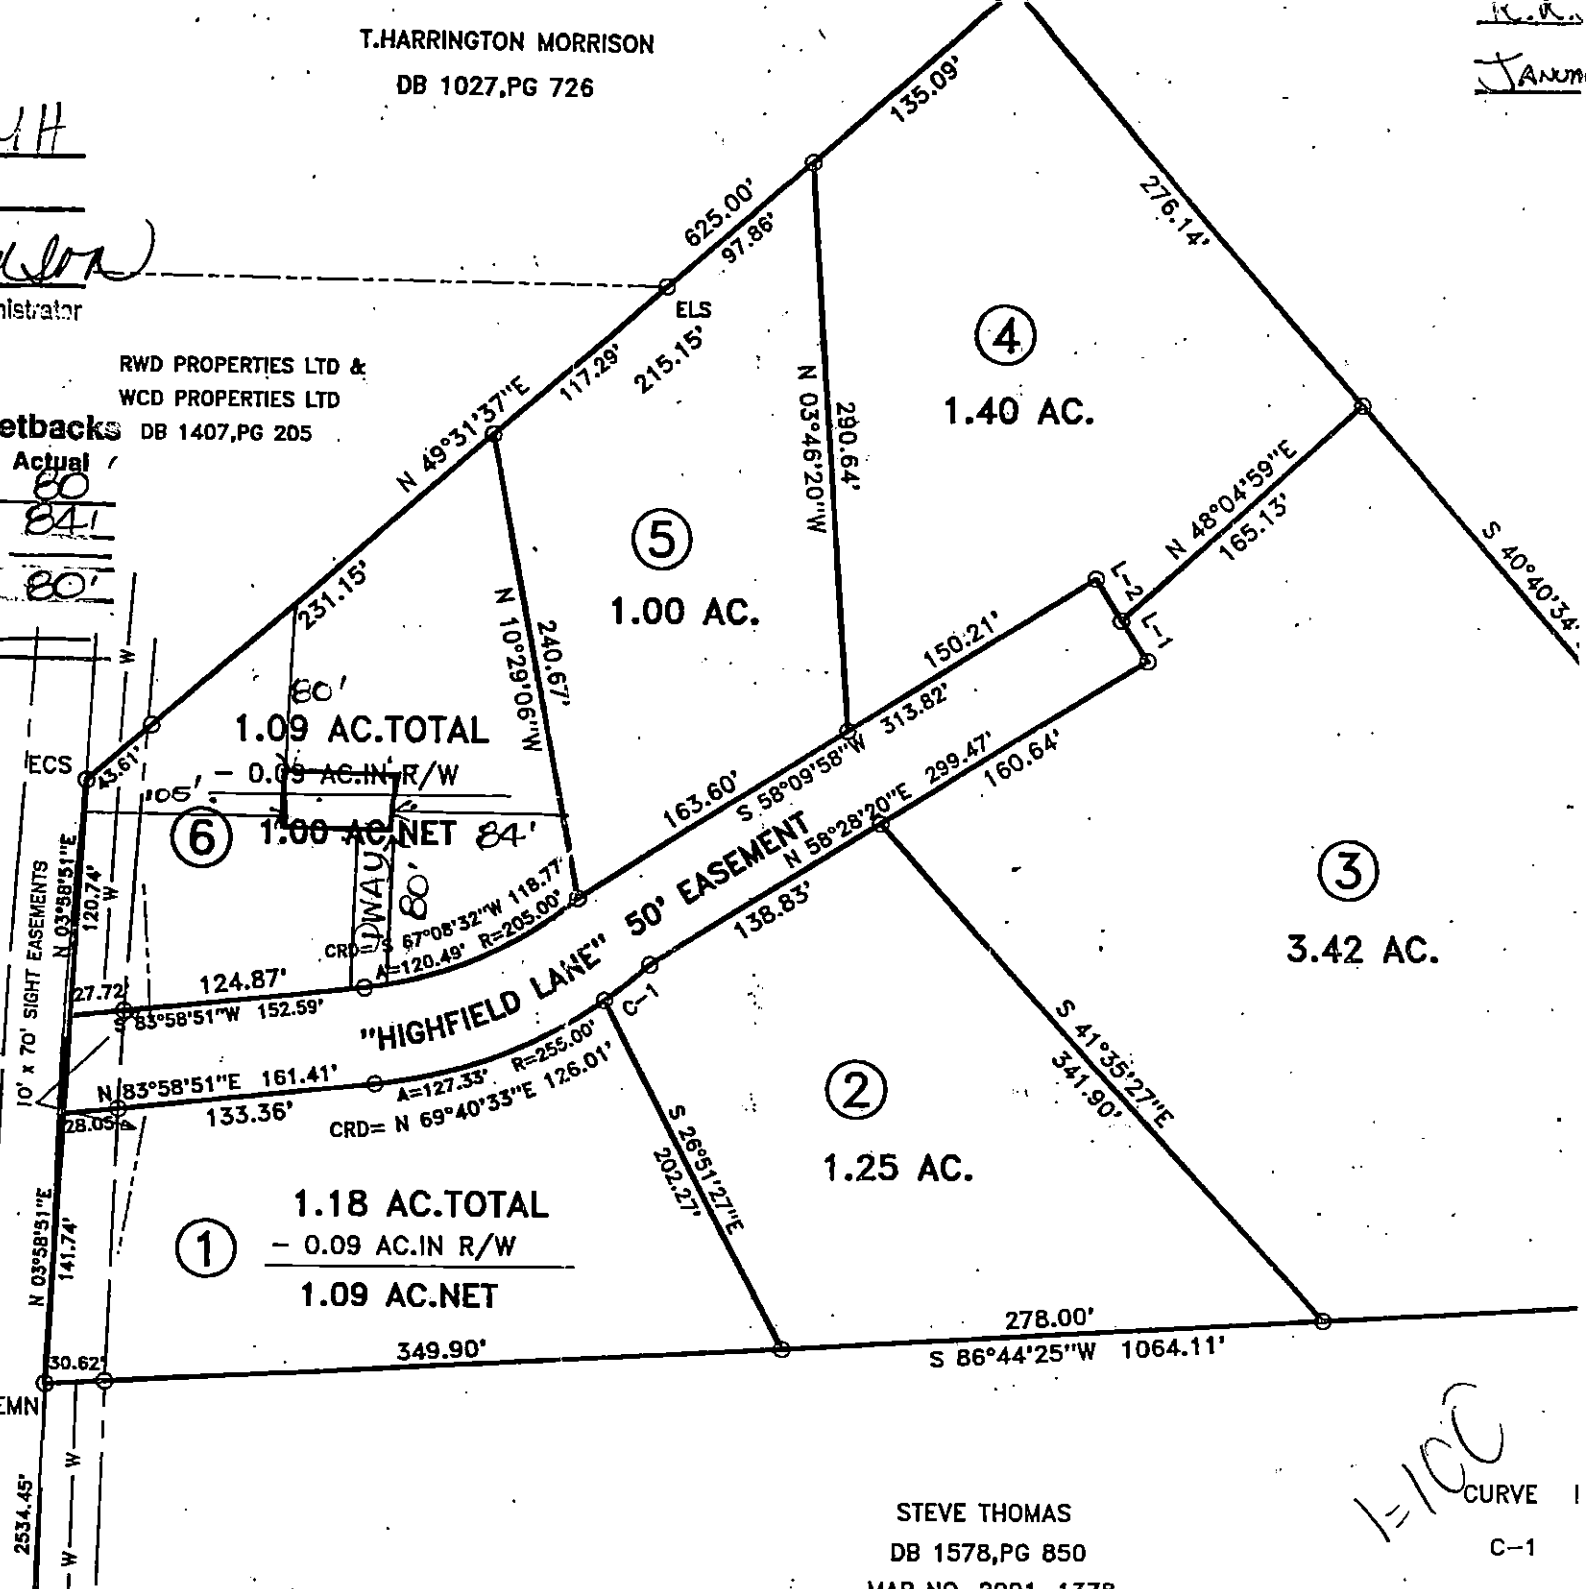 T.HARRINGTON MORRISON
DB 1027,PG 726
135.09'
276.14'
625.00'
97.86'
ELS
nistrator
RWD PROPERTIES LTD &
WCD PROPERTIES LTD
DB 1407,PG 205
etbacks
Actual
80
84'
80'
N 49°31'37"E
117.29'
215.15'
231.15'
4
1.40 AC.
N 03°46'20"W
290.64'
N 48°04'59"E
165.13'
S 40°40'34"
L-2
L-1
5
1.00 AC.
N 10°29'06"W
240.67'
150.21'
S 58°09'58"W 313.82'
163.60'
N 58°28'20"E 299.47'
160.64'
138.83'
W
80'
1.09 AC.TOTAL
- 0.09 AC.IN R/W
1.00 AC.NET
6
105'
84'
80'
ECS
43.61'
N 03°58'51"E
120.74'
W
10' X 70' SIGHT EASEMENTS
CRD= S 67°08'32"W 118.77'
A=120.49' R=205.00'
124.87'
27.72'
S 83°58'51"W 152.59'
"HIGHFIELD LANE" 50' EASEMENT
C-1
N 83°58'51"E 161.41'
133.36'
28.05'
A=127.33' R=255.00'
CRD= N 69°40'33"E 126.01'
3
3.42 AC.
S 41°35'27"E
341.90'
2
1.25 AC.
S 26°51'27"E
202.27'
1
1.18 AC.TOTAL
- 0.09 AC.IN R/W
1.09 AC.NET
N 03°58'51"E
141.74'
30.62'
349.90'
278.00'
S 86°44'25"W 1064.11'
EMN
2534.45'
W
W
STEVE THOMAS
DB 1578,PG 850
1=100
CURVE
C-1